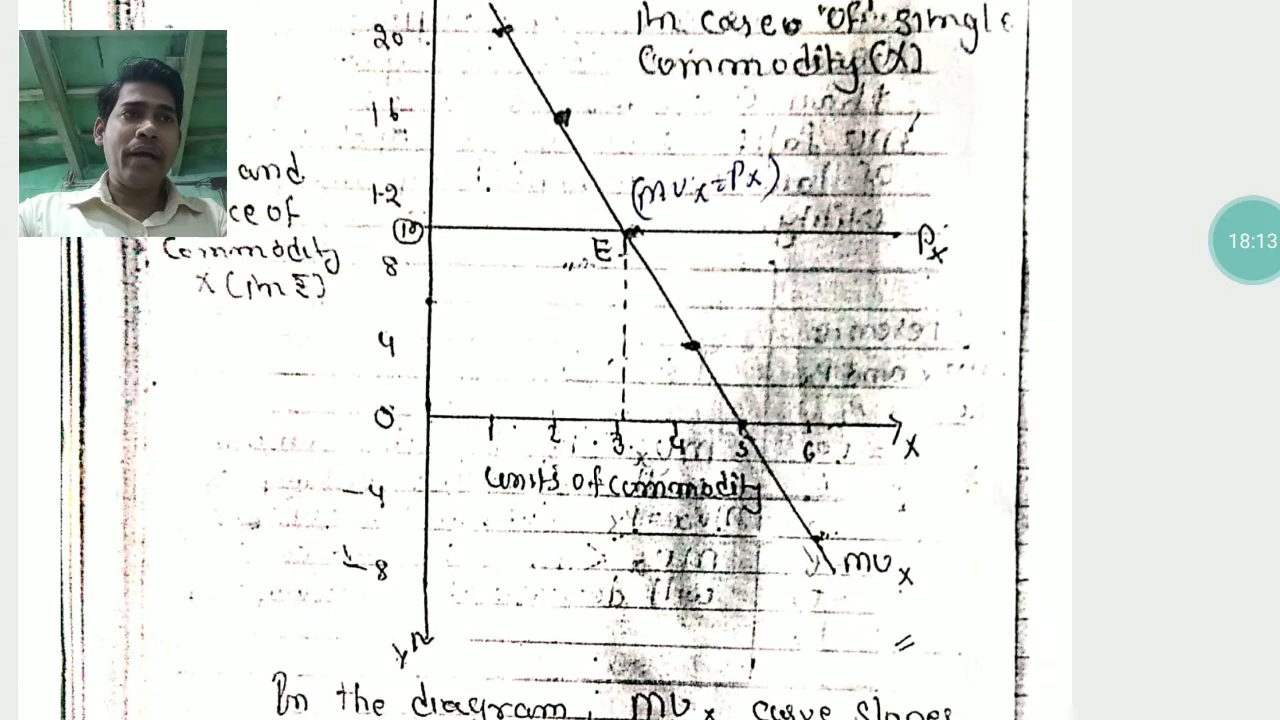 In case of single
Commodity (X)
20
16
12
(MUx=Px)
and
ce of
Commodity
X (in ₹)
10
Px
E
8
4
0
1 2 3 4 5 6 X
Units of commodity
-4
-8
MUx
In the diagram, MUx curve slopes
18:13